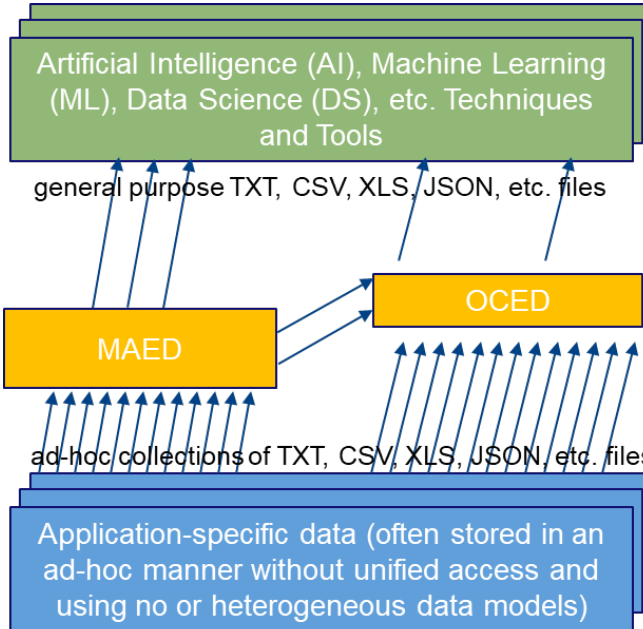 Artificial Intelligence (AI), Machine Learning
(ML), Data Science (DS), etc. Techniques
and Tools
general purpose TXT, CSV, XLS, JSON, etc. files
OCED
MAED
ad-hoc collections of TXT, CSV, XLS, JSON, etc. files
Application-specific data (often stored in an
ad-hoc manner without unified access and
using no or heterogeneous data models)